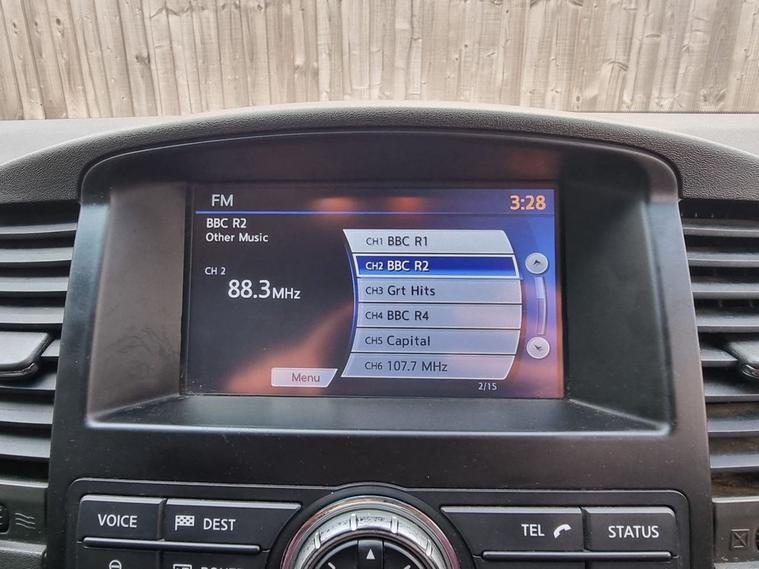 FM 3:28
BBC R2
Other Music
CH 2
88.3MHz
CH1 BBC R1
CH2 BBC R2
CH3 Grt Hits
CH4 BBC R4
CH5 Capital
CH6 107.7 MHz
Menu
2/15
VOICE DEST TEL STATUS